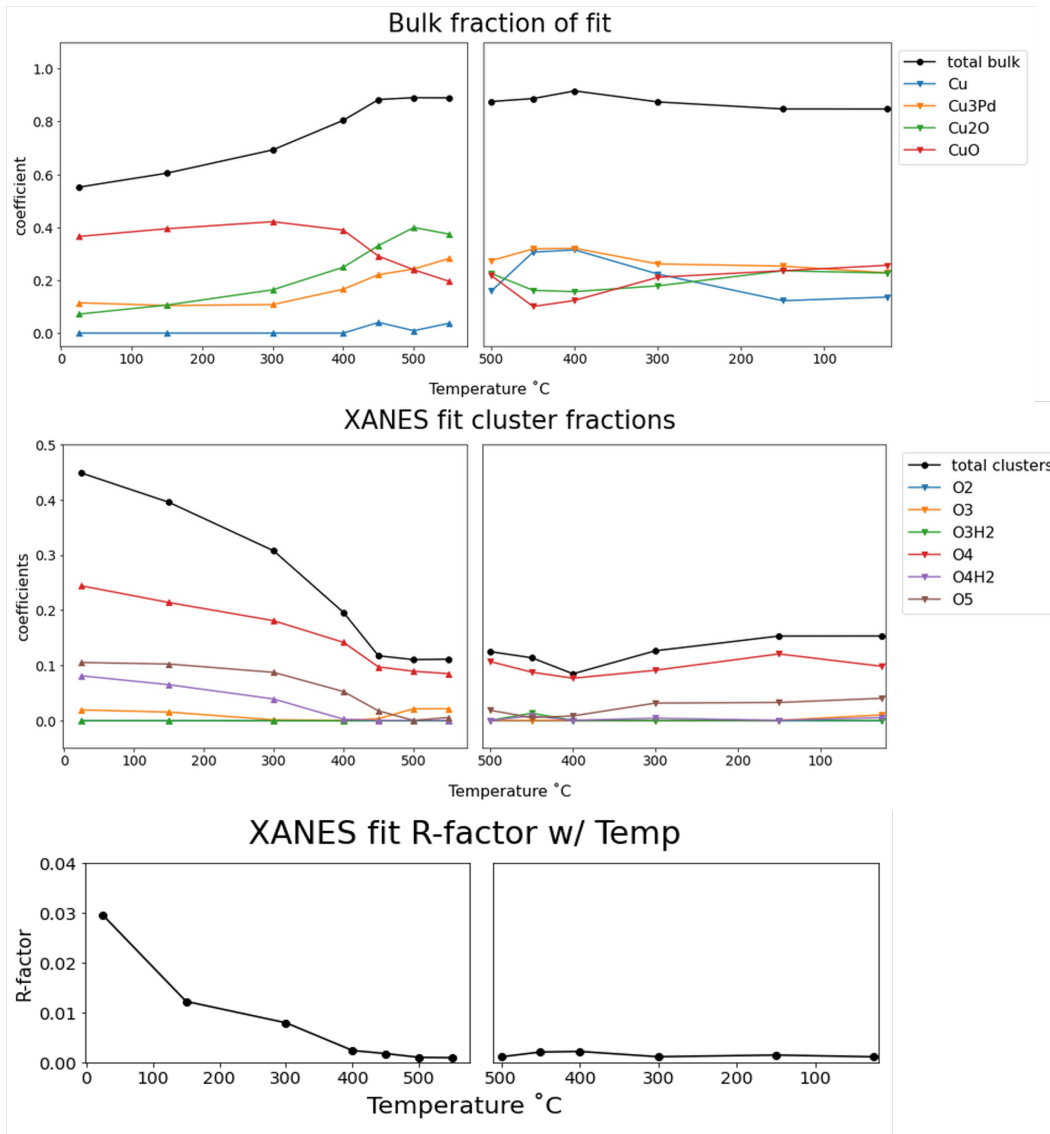 Bulk fraction of fit
1.0
0.8
0.6
0.4
0.2
0.0
coefficient
0 100 200 300 400 500
500 400 300 200 100
Temperature ˚C
total bulk
Cu
Cu3Pd
Cu2O
CuO
XANES fit cluster fractions
0.5
0.4
0.3
0.2
0.1
0.0
coefficients
0 100 200 300 400 500
500 400 300 200 100
Temperature ˚C
total clusters
O2
O3
O3H2
O4
O4H2
O5
XANES fit R-factor w/ Temp
0.04
0.03
0.02
0.01
0.00
R-factor
0 100 200 300 400 500
500 400 300 200 100
Temperature ˚C